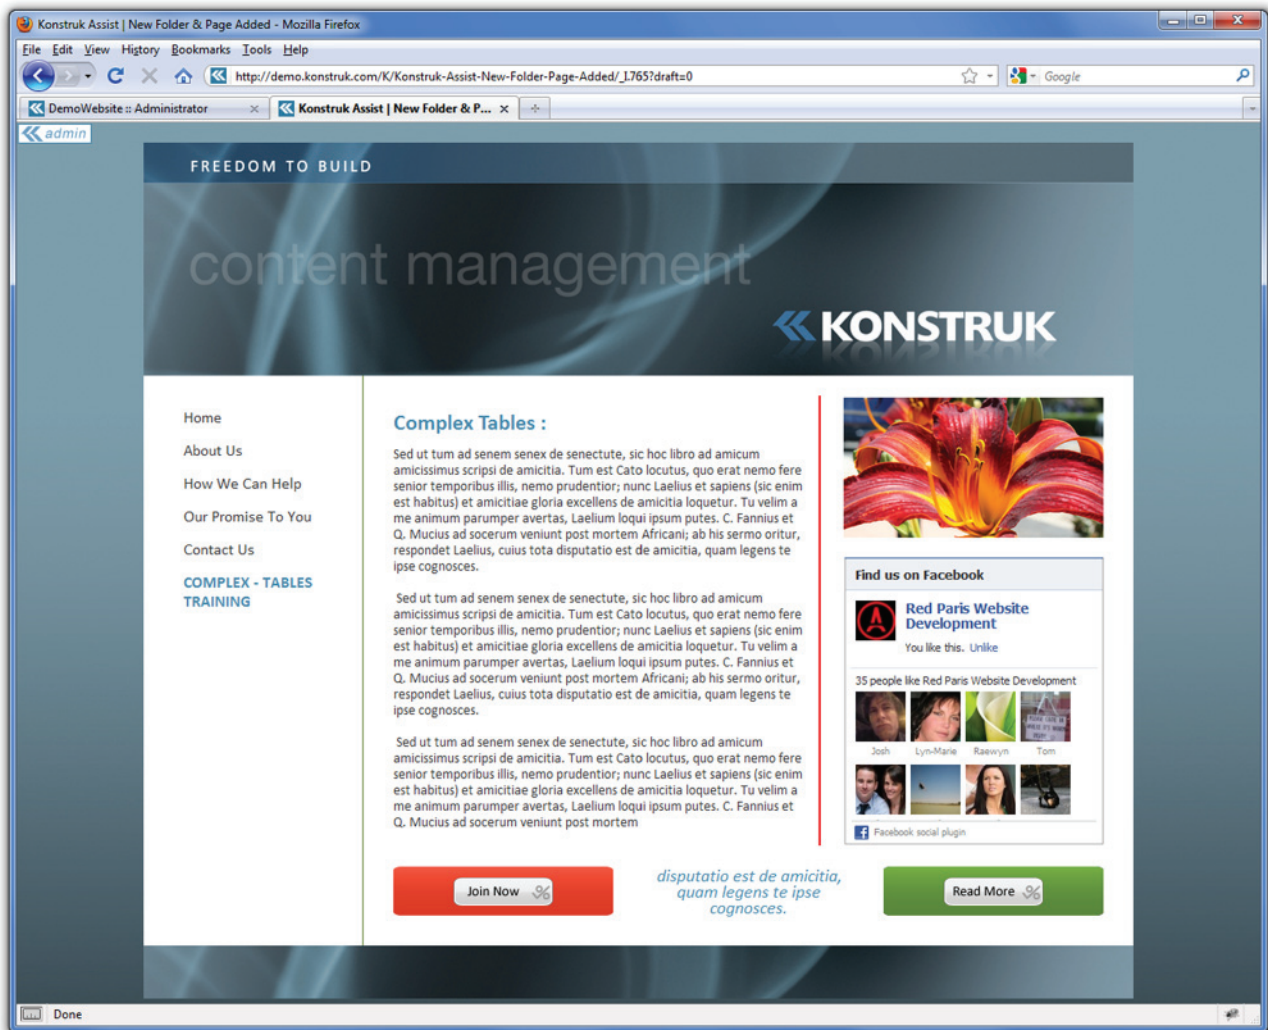 Konstruk Assist | New Folder & Page Added - Mozilla Firefox
File Edit View History Bookmarks Tools Help
http://demo.konstruk.com/K/Konstruk-Assist-New-Folder-Page-Added/_I.765?draft=0
Google
DemoWebsite :: Administrator
Konstruk Assist | New Folder & P...
admin
FREEDOM TO BUILD
content management
KONSTRUK
Home
About Us
How We Can Help
Our Promise To You
Contact Us
COMPLEX - TABLES
TRAINING
Complex Tables :
Sed ut tum ad senem senex de senectute, sic hoc libro ad amicum
amicissimus scripsi de amicitia. Tum est Cato locutus, quo erat nemo fere
senior temporibus illis, nemo prudentior; nunc Laelius et sapiens (sic enim
est habitus) et amicitiae gloria excellens de amicitia loquetur. Tu velim a
me animum parumper avertas, Laelium loqui ipsum putes. C. Fannius et
Q. Mucius ad socerum veniunt post mortem Africani; ab his sermo oritur,
respondet Laelius, cuius tota disputatio est de amicitia, quam legens te
ipse cognosces.
Sed ut tum ad senem senex de senectute, sic hoc libro ad amicum
amicissimus scripsi de amicitia. Tum est Cato locutus, quo erat nemo fere
senior temporibus illis, nemo prudentior; nunc Laelius et sapiens (sic enim
est habitus) et amicitiae gloria excellens de amicitia loquetur. Tu velim a
me animum parumper avertas, Laelium loqui ipsum putes. C. Fannius et
Q. Mucius ad socerum veniunt post mortem Africani; ab his sermo oritur,
respondet Laelius, cuius tota disputatio est de amicitia, quam legens te
ipse cognosces.
Sed ut tum ad senem senex de senectute, sic hoc libro ad amicum
amicissimus scripsi de amicitia. Tum est Cato locutus, quo erat nemo fere
senior temporibus illis, nemo prudentior; nunc Laelius et sapiens (sic enim
est habitus) et amicitiae gloria excellens de amicitia loquetur. Tu velim a
me animum parumper avertas, Laelium loqui ipsum putes. C. Fannius et
Q. Mucius ad socerum veniunt post mortem
Find us on Facebook
Red Paris Website
Development
You like this. Unlike
35 people like Red Paris Website Development
Josh Lyn-Marie Raewyn Tom
Facebook social plugin
Join Now
disputatio est de amicitia,
quam legens te ipse
cognosces.
Read More
Done